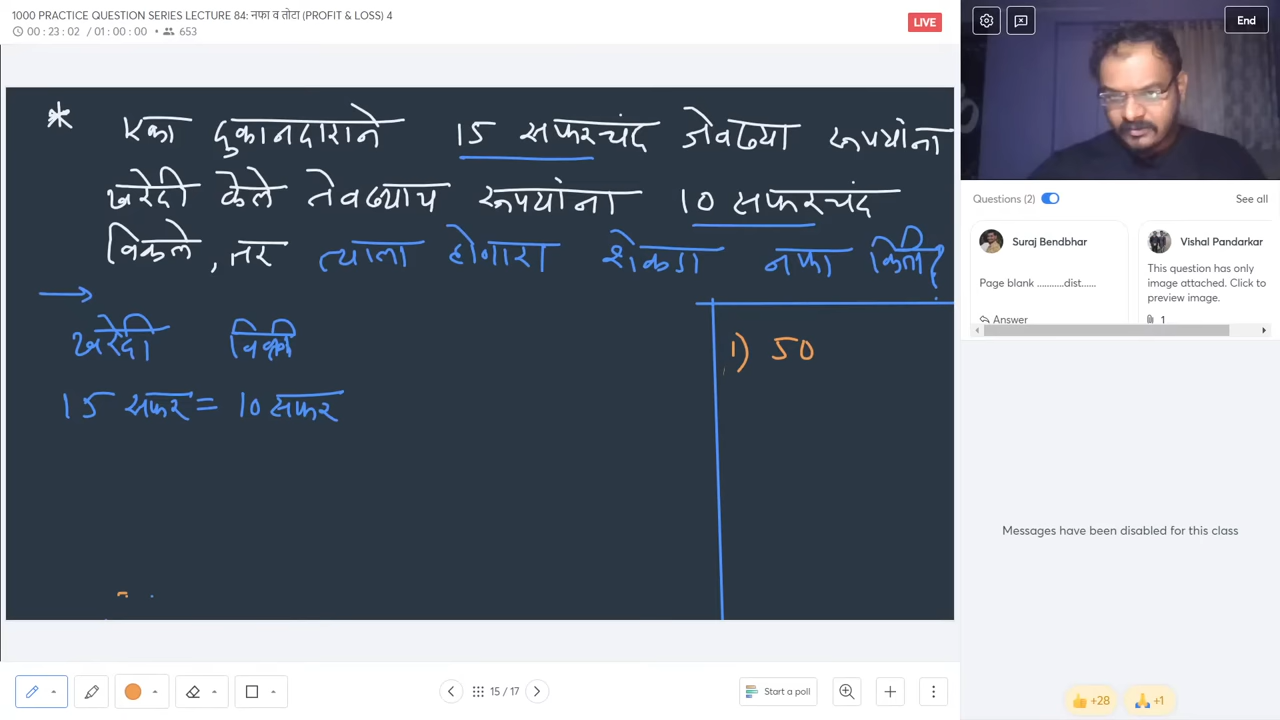 1000 PRACTICE QUESTION SERIES LECTURE 84: नफा व तोटा (PROFIT & LOSS) 4
00 : 23 : 02 / 01 : 00 : 00 • 653
LIVE
End
* एका दुकानदाराने 15 सफरचंद जेवढ्या रूपयांना
खरेदी केले तेवढ्याच रूपयांना 10 सफरचंद
विकले, तर त्याला होणारा शेकडा नफा किती?
खरेदी विक्री
15 सफर = 10 सफर
1) 50
Questions (2)
See all
Suraj Bendbhar
Page blank ...........dist......
Answer
Vishal Pandarkar
This question has only
image attached. Click to
preview image.
1
Messages have been disabled for this class
15 / 17
Start a poll
+28
+1